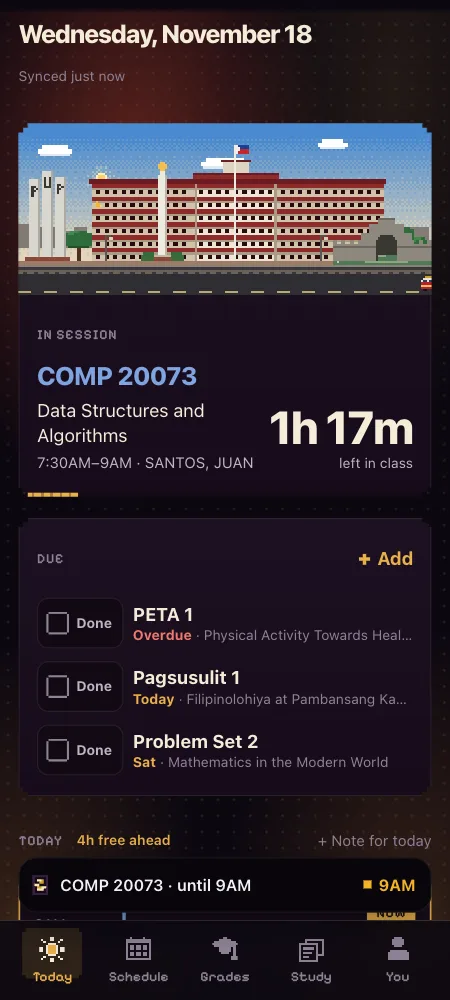 Wednesday, November 18
Synced just now
PUP
IN SESSION
COMP 20073
Data Structures and
Algorithms
1h 17m
7:30AM–9AM · SANTOS, JUAN
left in class
DUE
+ Add
Done
PETA 1
Overdue · Physical Activity Towards Heal...
Done
Pagsusulit 1
Today · Filipinolohiya at Pambansang Ka...
Done
Problem Set 2
Sat · Mathematics in the Modern World
TODAY 4h free ahead
+ Note for today
COMP 20073 · until 9AM
9AM
NOW
Today
Schedule
Grades
Study
You